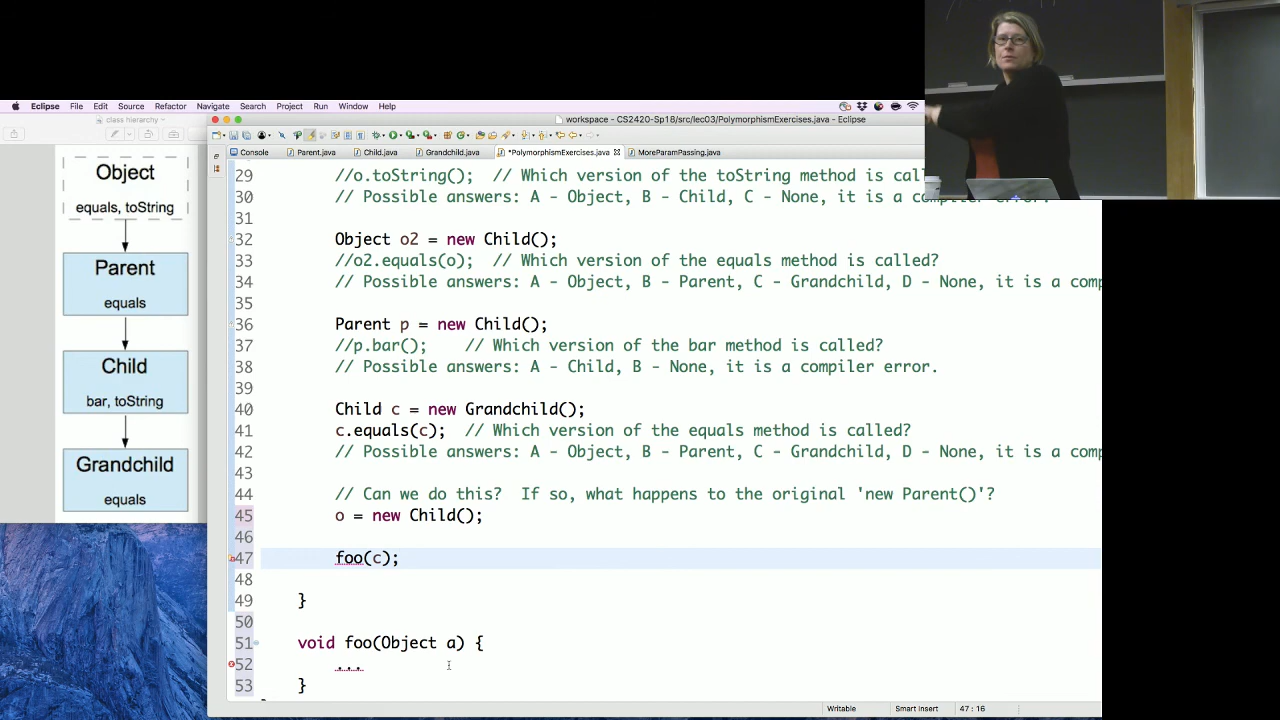 Eclipse File Edit Source Refactor Navigate Search Project Run Window Help
class hierarchy
workspace - CS2420-Sp18/src/lec03/PolymorphismExercises.java - Eclipse
Console Parent.java Child.java Grandchild.java *PolymorphismExercises.java MoreParamPassing.java
Object
equals, toString
Parent
equals
Child
bar, toString
Grandchild
equals
29 //o.toString(); // Which version of the toString method is call
30 // Possible answers: A - Object, B - Child, C - None, it is a compiler error.
31
32 Object o2 = new Child();
33 //o2.equals(o); // Which version of the equals method is called?
34 // Possible answers: A - Object, B - Parent, C - Grandchild, D - None, it is a comp
35
36 Parent p = new Child();
37 //p.bar(); // Which version of the bar method is called?
38 // Possible answers: A - Child, B - None, it is a compiler error.
39
40 Child c = new Grandchild();
41 c.equals(c); // Which version of the equals method is called?
42 // Possible answers: A - Object, B - Parent, C - Grandchild, D - None, it is a comp
43
44 // Can we do this? If so, what happens to the original 'new Parent()'?
45 o = new Child();
46
47 foo(c);
48
49 }
50
51 void foo(Object a) {
52 ...
53 }
Writable Smart Insert 47 : 16